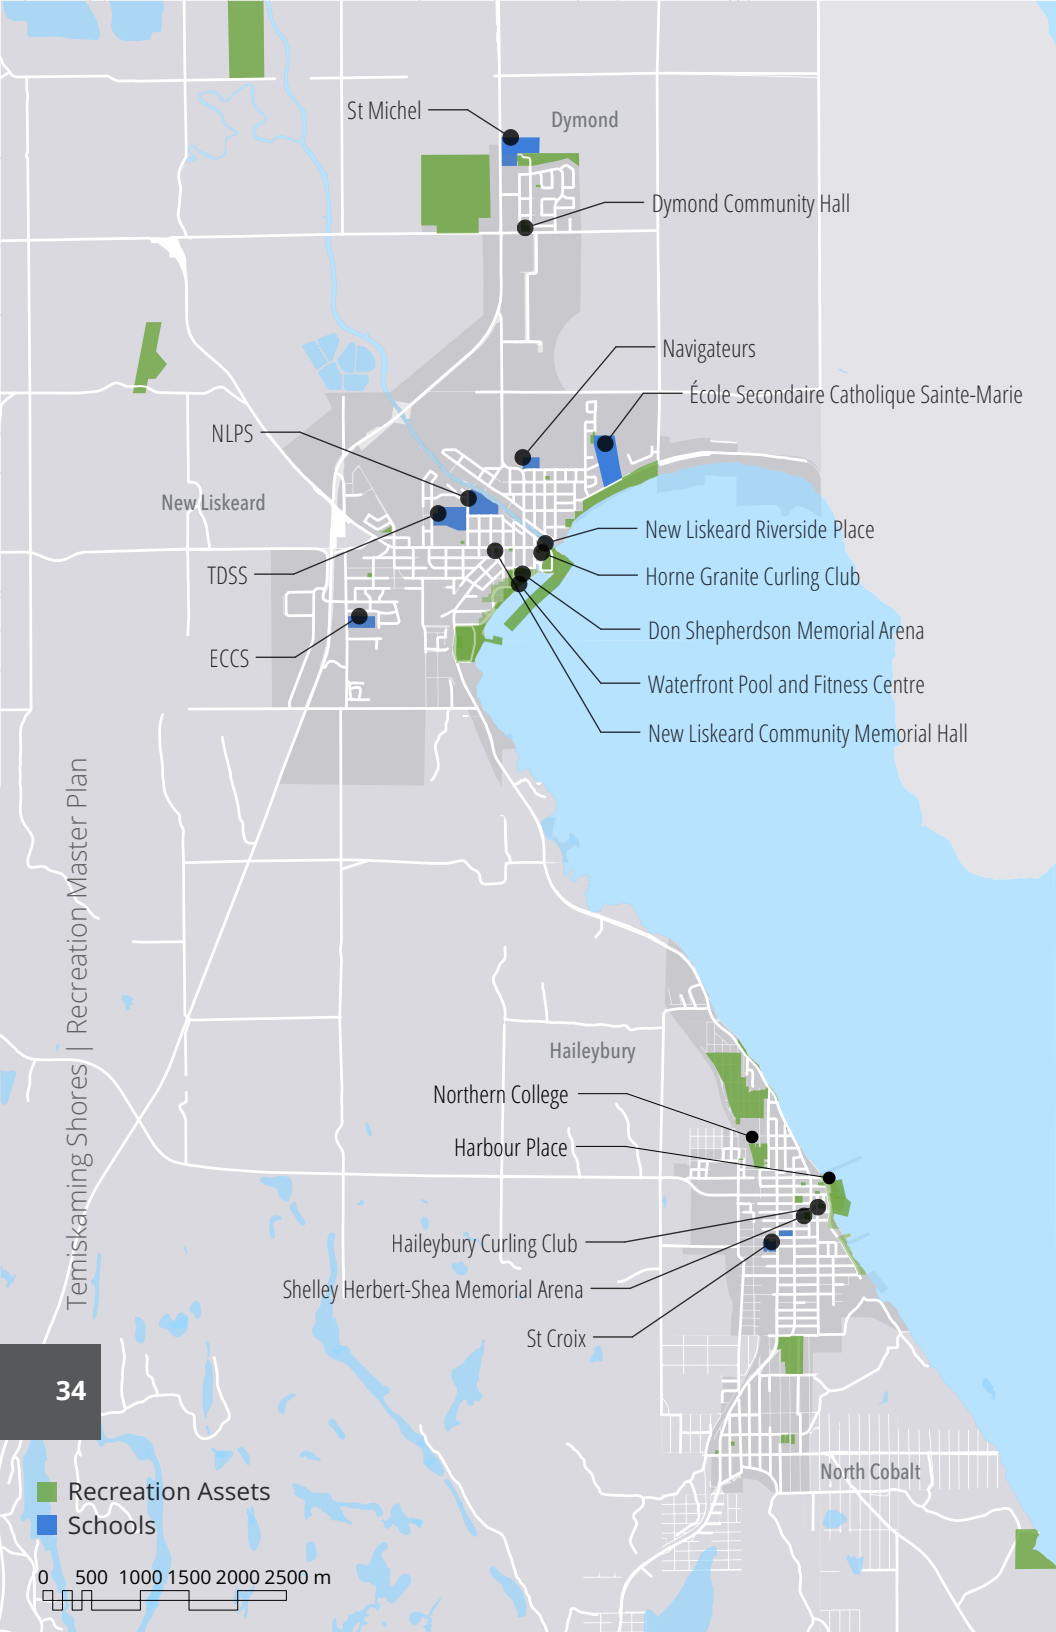 St Michel
Dymond
Dymond Community Hall
Navigateurs
École Secondaire Catholique Sainte-Marie
NLPS
New Liskeard
New Liskeard Riverside Place
TDSS
Horne Granite Curling Club
Don Shepherdson Memorial Arena
ECCS
Waterfront Pool and Fitness Centre
New Liskeard Community Memorial Hall
Temiskaming Shores | Recreation Master Plan
Haileybury
Northern College
Harbour Place
Haileybury Curling Club
Shelley Herbert-Shea Memorial Arena
St Croix
34
North Cobalt
Recreation Assets
Schools
0 500 1000 1500 2000 2500 m